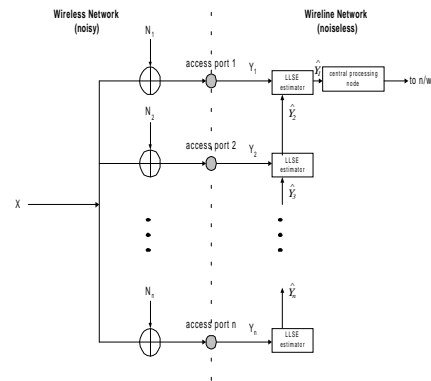 Wireless Network
(noisy)
Wireline Network
(noiseless)
N1
access port 1
Y1
LLSE
estimator
Ŷ1
central processing
node
to n/w
N2
Ŷ2
access port 2
Y2
LLSE
estimator
Ŷ3
X
Nn
Ŷn
access port n
Yn
LLSE
estimator